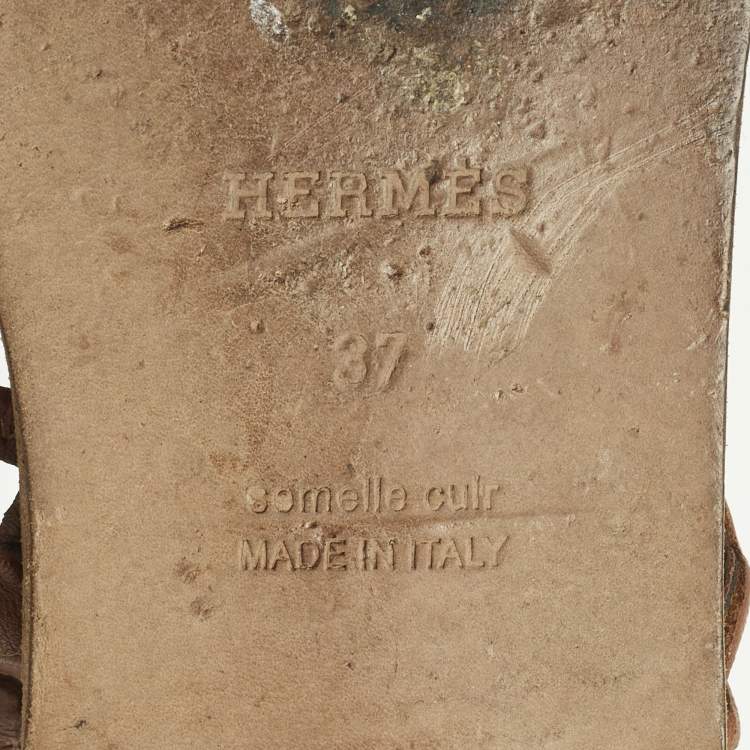 HERMÈS
37
semelle cuir
MADE IN ITALY